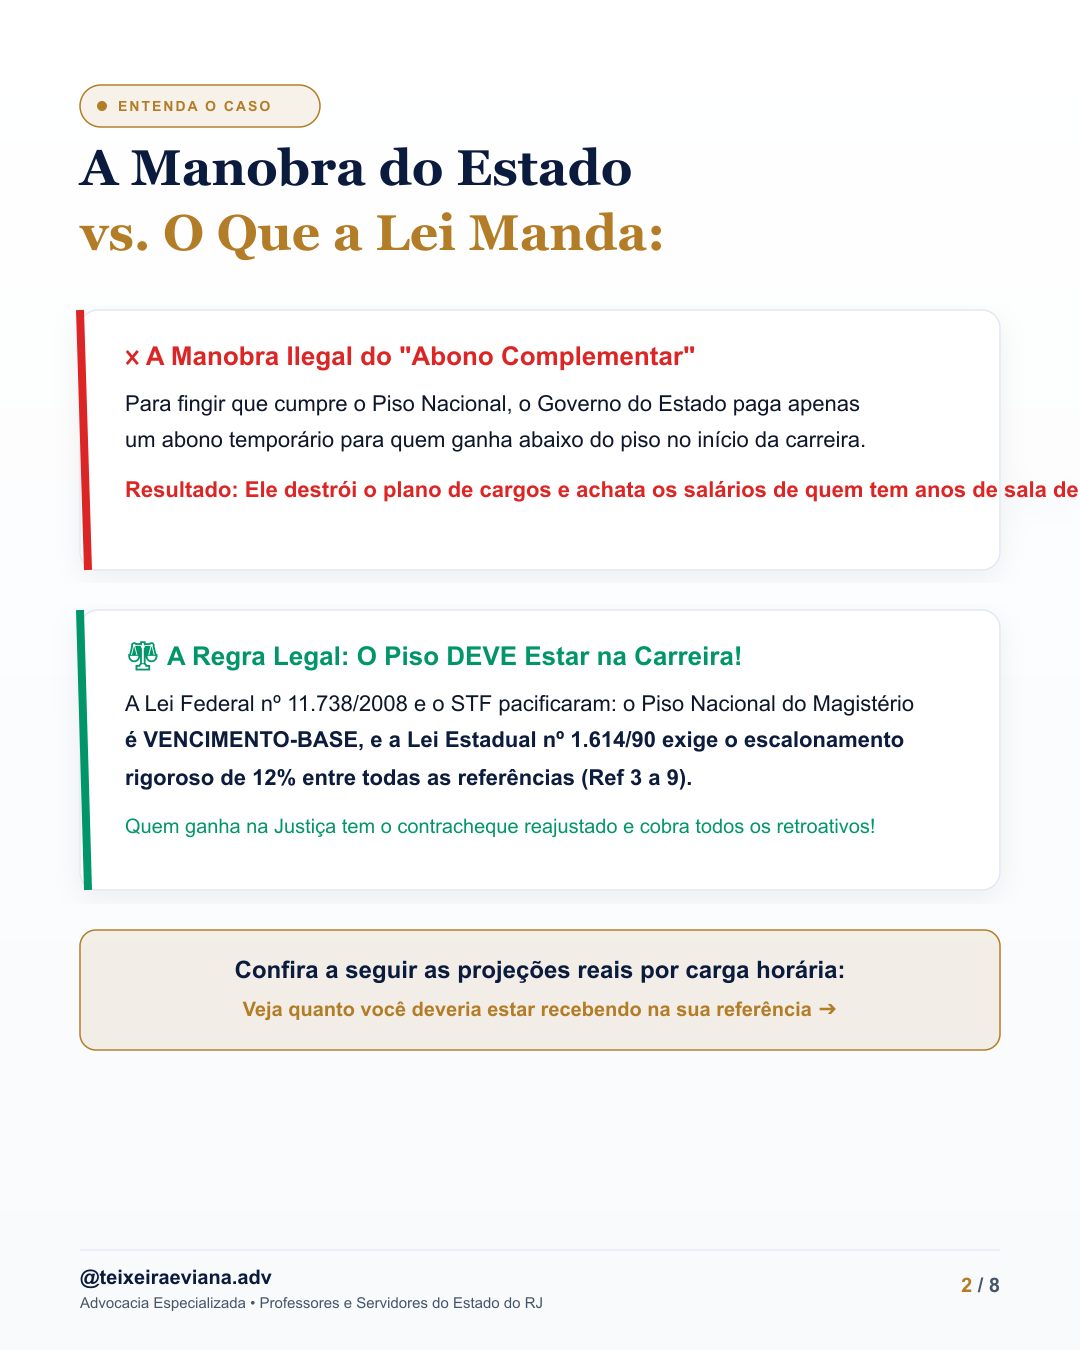 ENTENDA O CASO
A Manobra do Estado
vs. O Que a Lei Manda:
A Manobra Ilegal do "Abono Complementar"
Para fingir que cumpre o Piso Nacional, o Governo do Estado paga apenas
um abono temporário para quem ganha abaixo do piso no início da carreira.
Resultado: Ele destrói o plano de cargos e achata os salários de quem tem anos de sala de
A Regra Legal: O Piso DEVE Estar na Carreira!
A Lei Federal nº 11.738/2008 e o STF pacificaram: o Piso Nacional do Magistério
é VENCIMENTO-BASE, e a Lei Estadual nº 1.614/90 exige o escalonamento
rigoroso de 12% entre todas as referências (Ref 3 a 9).
Quem ganha na Justiça tem o contracheque reajustado e cobra todos os retroativos!
Confira a seguir as projeções reais por carga horária:
Veja quanto você deveria estar recebendo na sua referência ➔
@teixeiraeviana.adv
Advocacia Especializada • Professores e Servidores do Estado do RJ
2 / 8